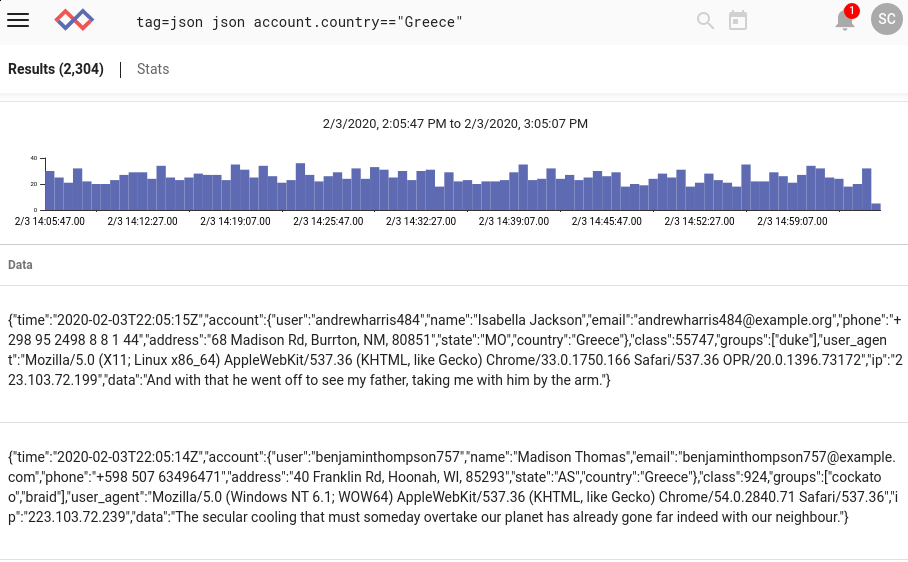 tag=json json account.country=="Greece"
1
SC
Results (2,304) | Stats
2/3/2020, 2:05:47 PM to 2/3/2020, 3:05:07 PM
40
20
0
2/3 14:05:47.00 2/3 14:12:27.00 2/3 14:19:07.00 2/3 14:25:47.00 2/3 14:32:27.00 2/3 14:39:07.00 2/3 14:45:47.00 2/3 14:52:27.00 2/3 14:59:07.00
Data
{"time":"2020-02-03T22:05:15Z","account":{"user":"andrewharris484","name":"Isabella Jackson","email":"andrewharris484@example.org","phone":"+
298 95 2498 8 8 1 44","address":"68 Madison Rd, Burrton, NM, 80851","state":"MO","country":"Greece"},"class":55747,"groups":["duke"],"user_agen
t":"Mozilla/5.0 (X11; Linux x86_64) AppleWebKit/537.36 (KHTML, like Gecko) Chrome/33.0.1750.166 Safari/537.36 OPR/20.0.1396.73172","ip":"2
23.103.72.199","data":"And with that he went off to see my father, taking me with him by the arm."}
{"time":"2020-02-03T22:05:14Z","account":{"user":"benjaminthompson757","name":"Madison Thomas","email":"benjaminthompson757@example.
com","phone":"+598 507 63496471","address":"40 Franklin Rd, Hoonah, WI, 85293","state":"AS","country":"Greece"},"class":924,"groups":["cockato
o","braid"],"user_agent":"Mozilla/5.0 (Windows NT 6.1; WOW64) AppleWebKit/537.36 (KHTML, like Gecko) Chrome/54.0.2840.71 Safari/537.36","i
p":"223.103.72.239","data":"The secular cooling that must someday overtake our planet has already gone far indeed with our neighbour."}